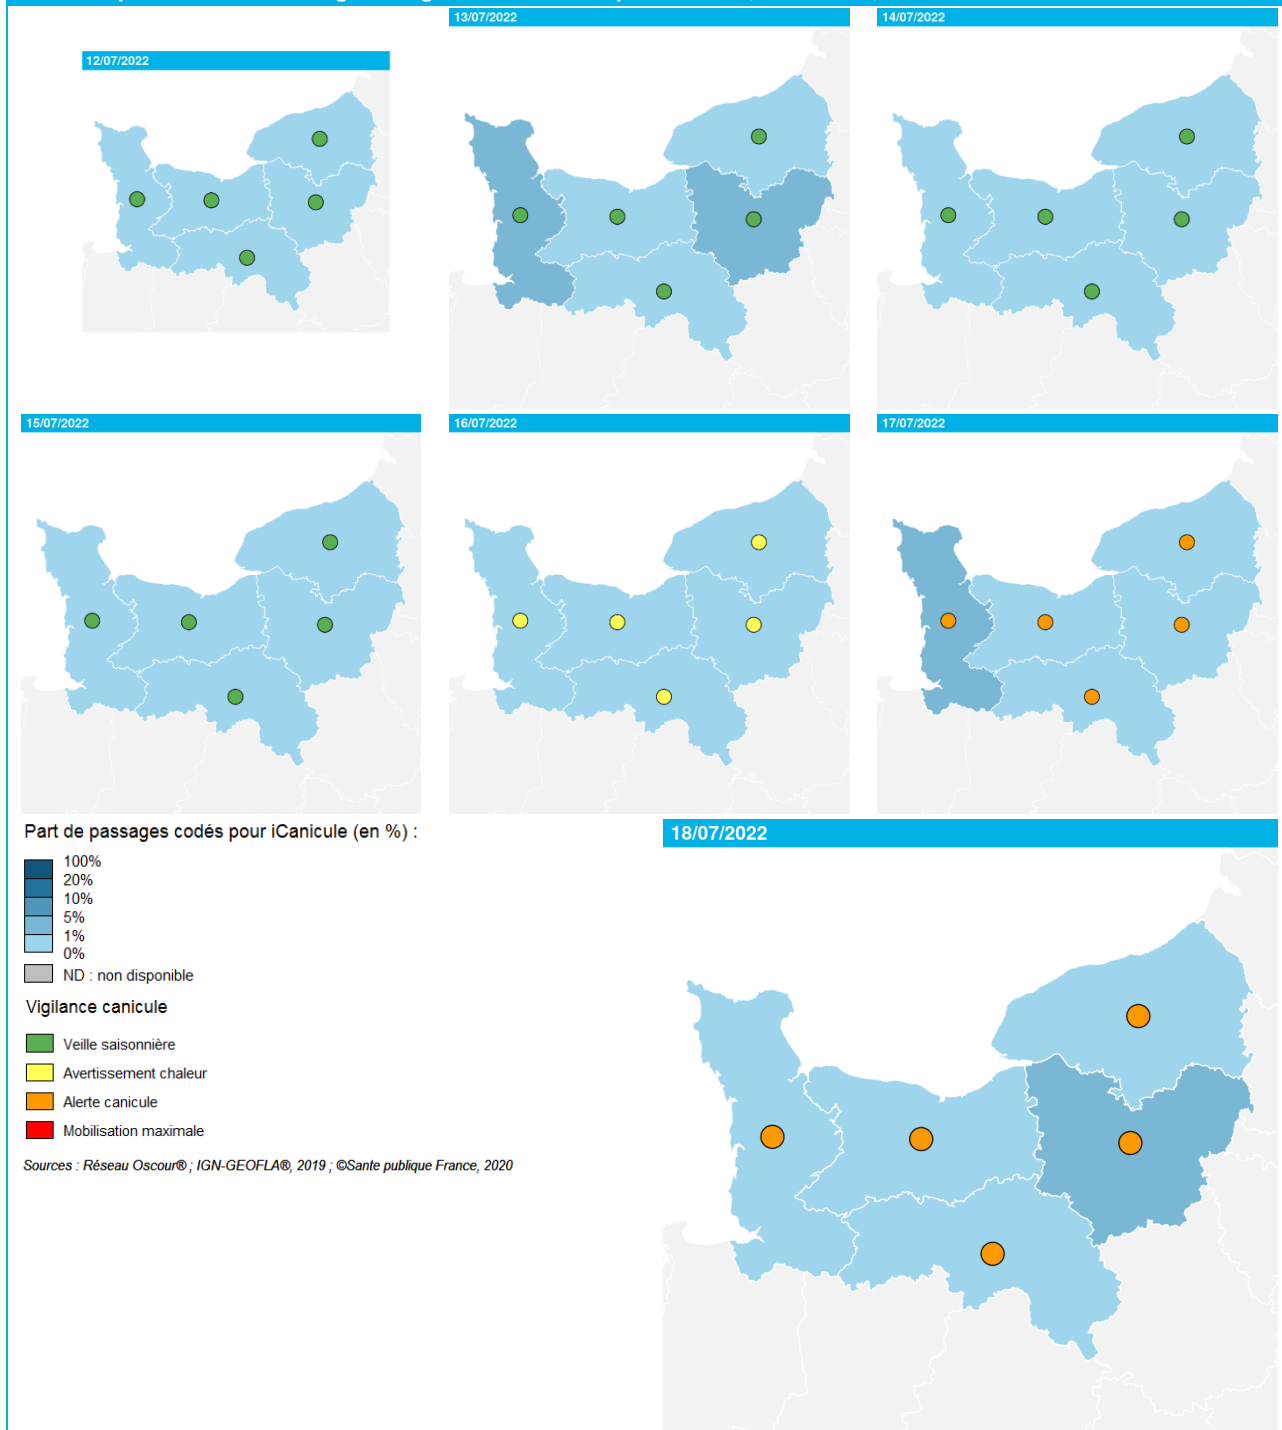 12/07/2022
13/07/2022
14/07/2022
15/07/2022
16/07/2022
17/07/2022
Part de passages codés pour iCanicule (en %) :
100%
20%
10%
5%
1%
0%
ND : non disponible
Vigilance canicule
Veille saisonnière
Avertissement chaleur
Alerte canicule
Mobilisation maximale
Sources : Réseau Oscour® ; IGN-GEOFLA®, 2019 ; ©Sante publique France, 2020
18/07/2022